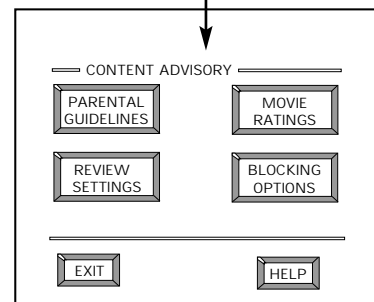 CONTENT ADVISORY
PARENTAL
GUIDELINES
MOVIE
RATINGS
REVIEW
SETTINGS
BLOCKING
OPTIONS
EXIT
HELP